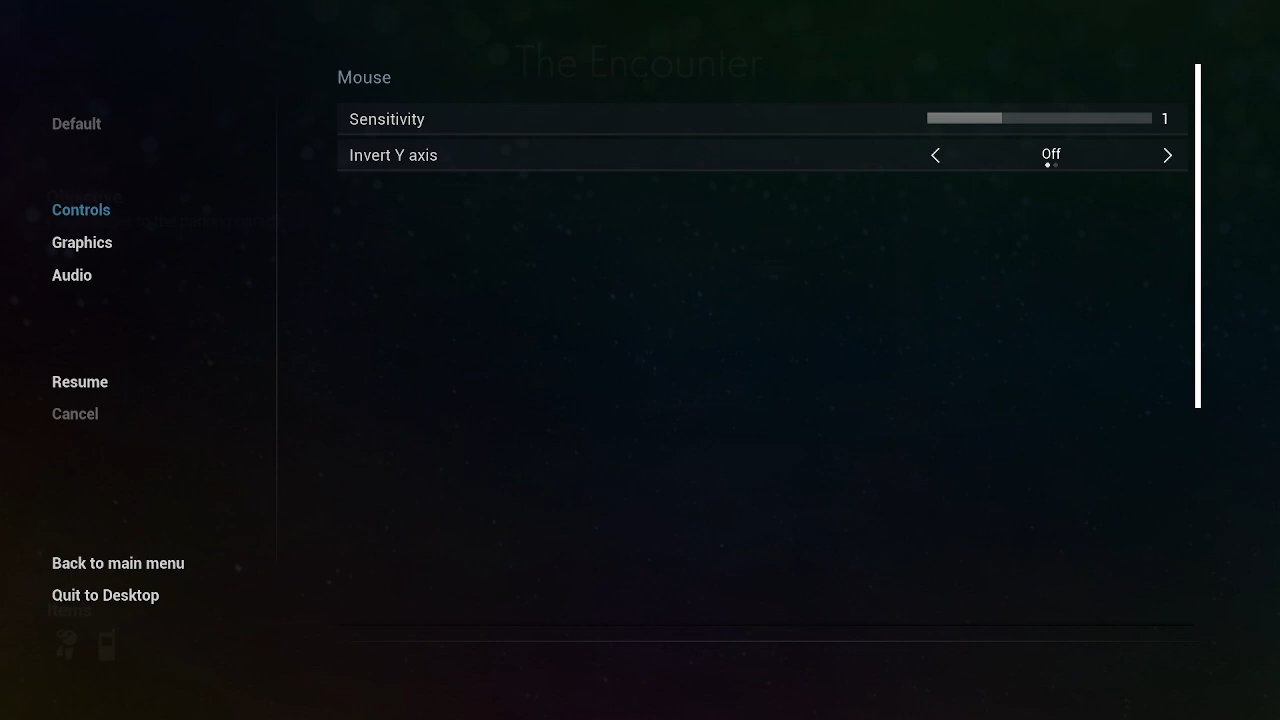 The Encounter
Mouse
Default
Sensitivity 1
Invert Y axis Off
Controls
Graphics
Audio
Resume
Cancel
Back to main menu
Quit to Desktop
Items